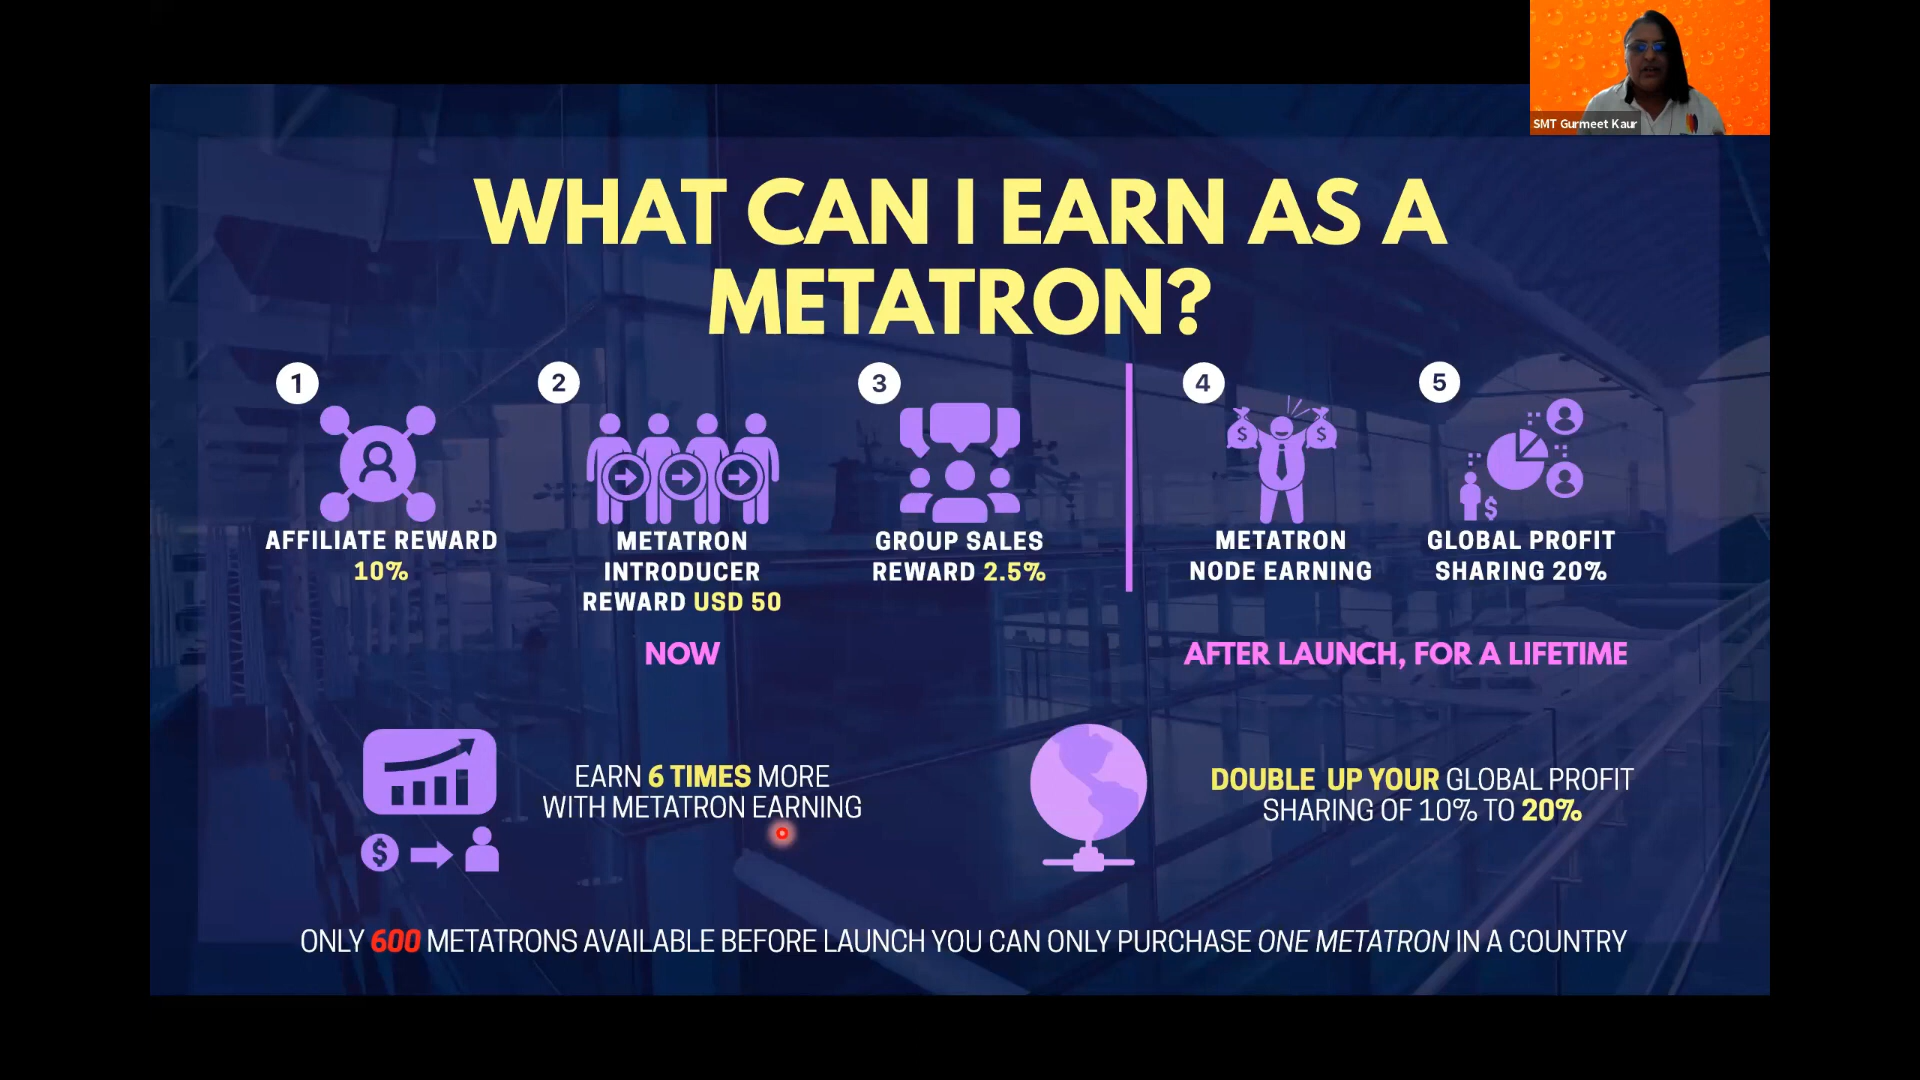 SMT Gurmeet Kaur
WHAT CAN I EARN AS A
METATRON?
1
AFFILIATE REWARD
10%
2
METATRON
INTRODUCER
REWARD USD 50
3
GROUP SALES
REWARD 2.5%
NOW
4
$ $
METATRON
NODE EARNING
5
$
GLOBAL PROFIT
SHARING 20%
AFTER LAUNCH, FOR A LIFETIME
$
EARN 6 TIMES MORE
WITH METATRON EARNING
DOUBLE UP YOUR GLOBAL PROFIT
SHARING OF 10% TO 20%
ONLY 600 METATRONS AVAILABLE BEFORE LAUNCH YOU CAN ONLY PURCHASE ONE METATRON IN A COUNTRY